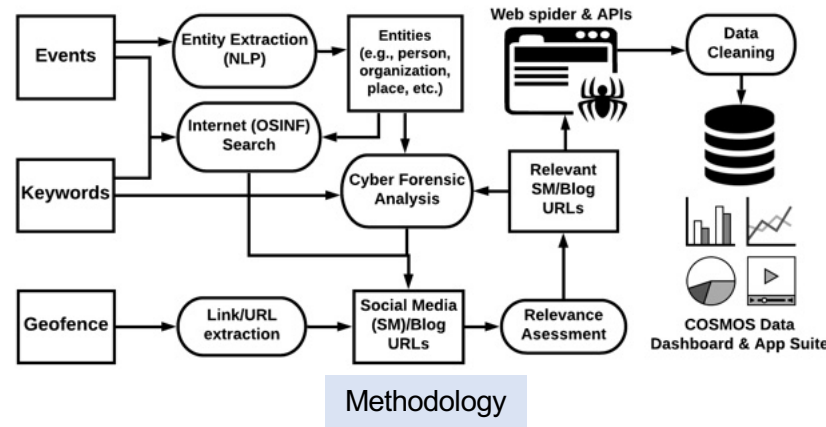 Web spider & APIs
Events
Entity Extraction
(NLP)
Entities
(e.g., person,
organization,
place, etc.)
Data
Cleaning
Internet (OSINF)
Search
Keywords
Cyber Forensic
Analysis
Relevant
SM/Blog
URLs
Geofence
Link/URL
extraction
Social Media
(SM)/Blog
URLs
Relevance
Asessment
COSMOS Data
Dashboard & App Suite
Methodology